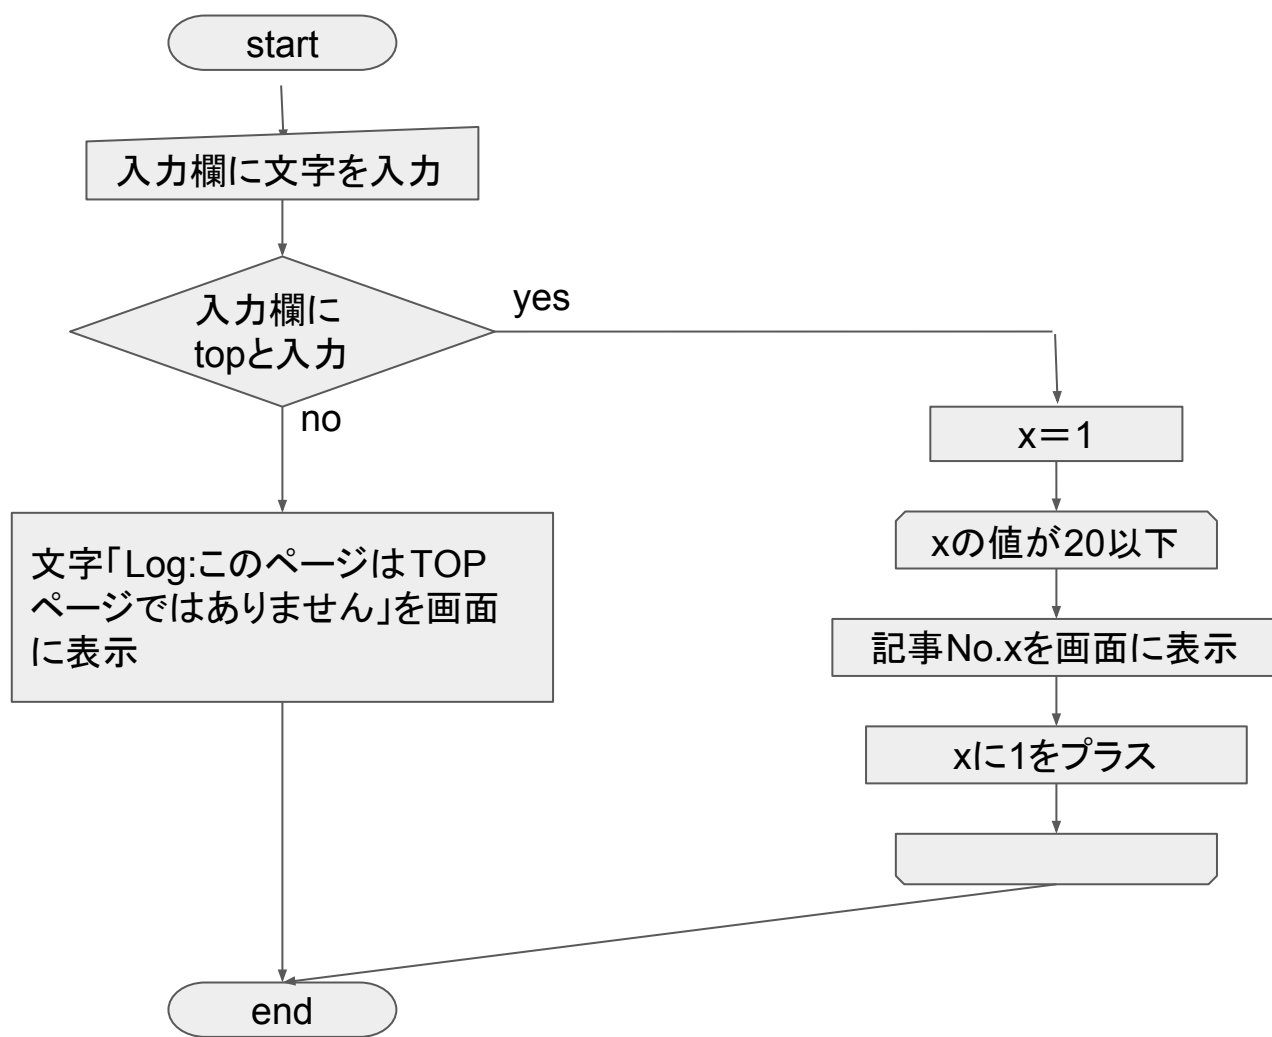 start
入力欄に文字を入力
入力欄に
topと入力
yes
no
x＝1
xの値が20以下
文字「Log:このページはTOP
ページではありません」を画面
に表示
記事No.xを画面に表示
xに1をプラス
end